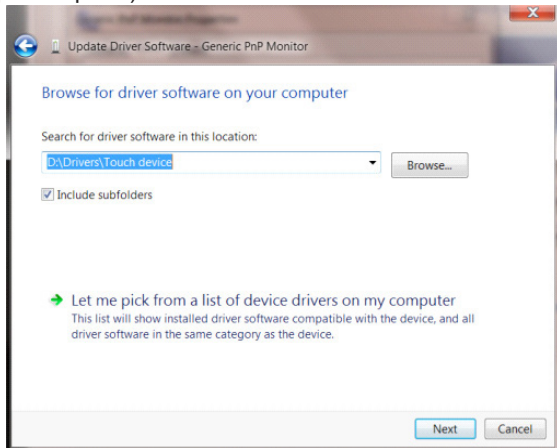 Update Driver Software - Generic PnP Monitor
Browse for driver software on your computer
Search for driver software in this location:
D:\Drivers\Touch device
Browse...
Include subfolders
Let me pick from a list of device drivers on my computer
This list will show installed driver software compatible with the device, and all
driver software in the same category as the device.
Next
Cancel